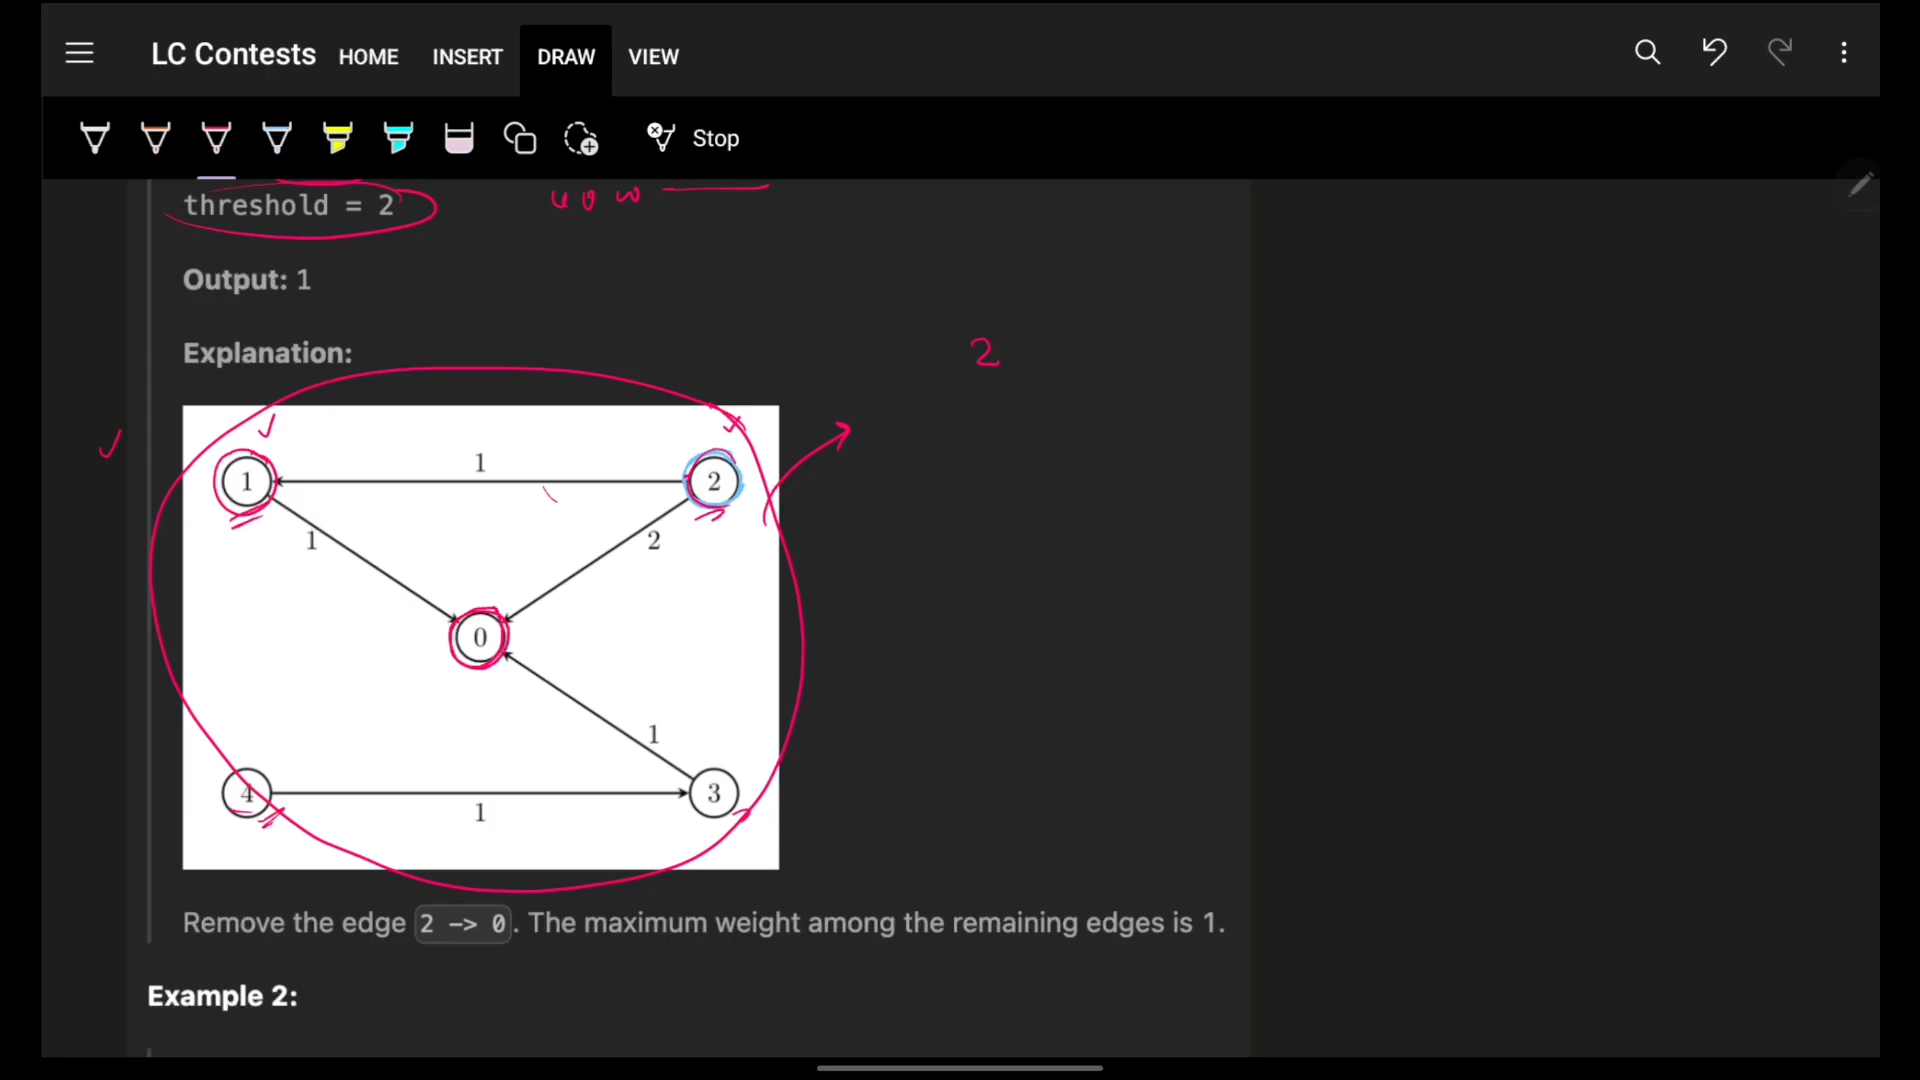 LC Contests HOME INSERT DRAW VIEW
Stop
threshold = 2
u v w
Output: 1
Explanation:
2
1
1 2
1 2
0
1
4 3
1
Remove the edge 2 -> 0. The maximum weight among the remaining edges is 1.
Example 2: